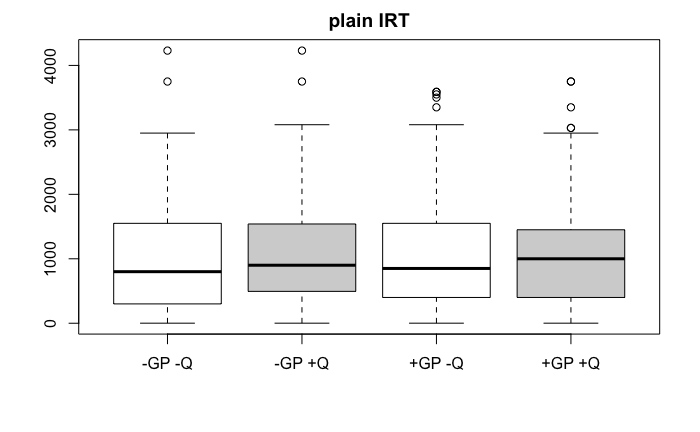 plain IRT
4000
3000
2000
1000
0
-GP -Q
-GP +Q
+GP -Q
+GP +Q